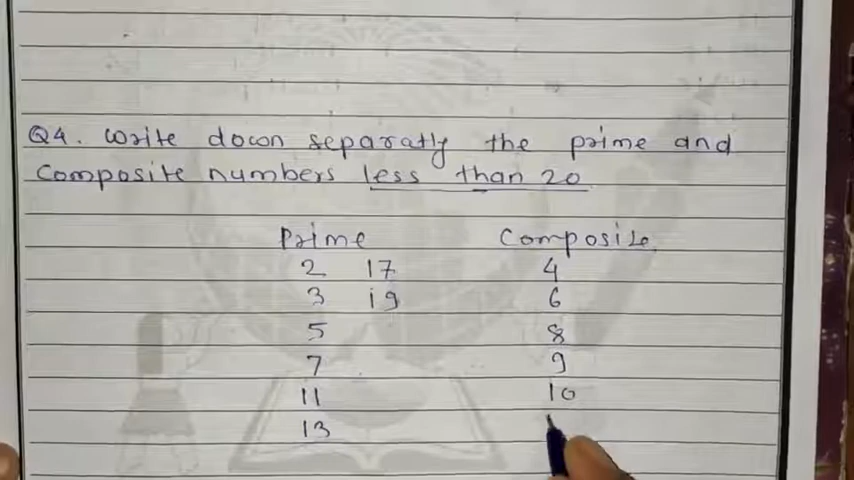 Q4. Write down separatly the prime and
Composite numbers less than 20
Prime Composite
2 17 4
3 19 6
5 8
7 9
11 10
13